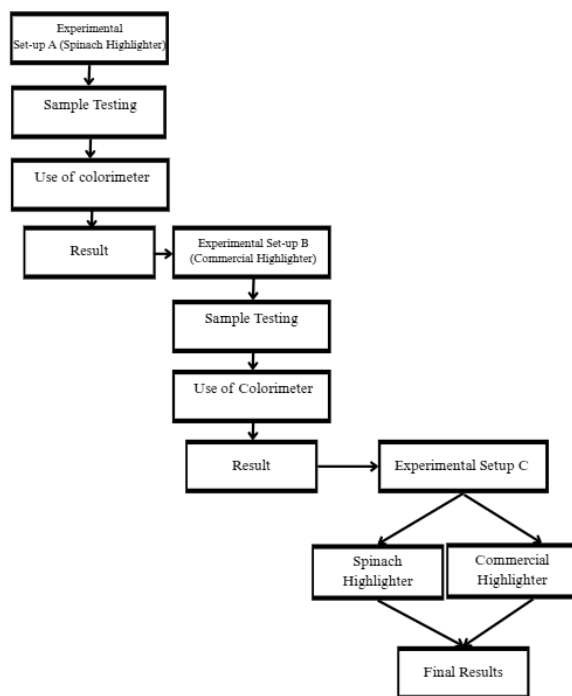 Experimental
Set-up A (Spinach Highlighter)
Sample Testing
Use of colorimeter
Result
Experimental Set-up B
(Commercial Highlighter)
Sample Testing
Use of Colorimeter
Result
Experimental Setup C
Spinach
Highlighter
Commercial
Highlighter
Final Results